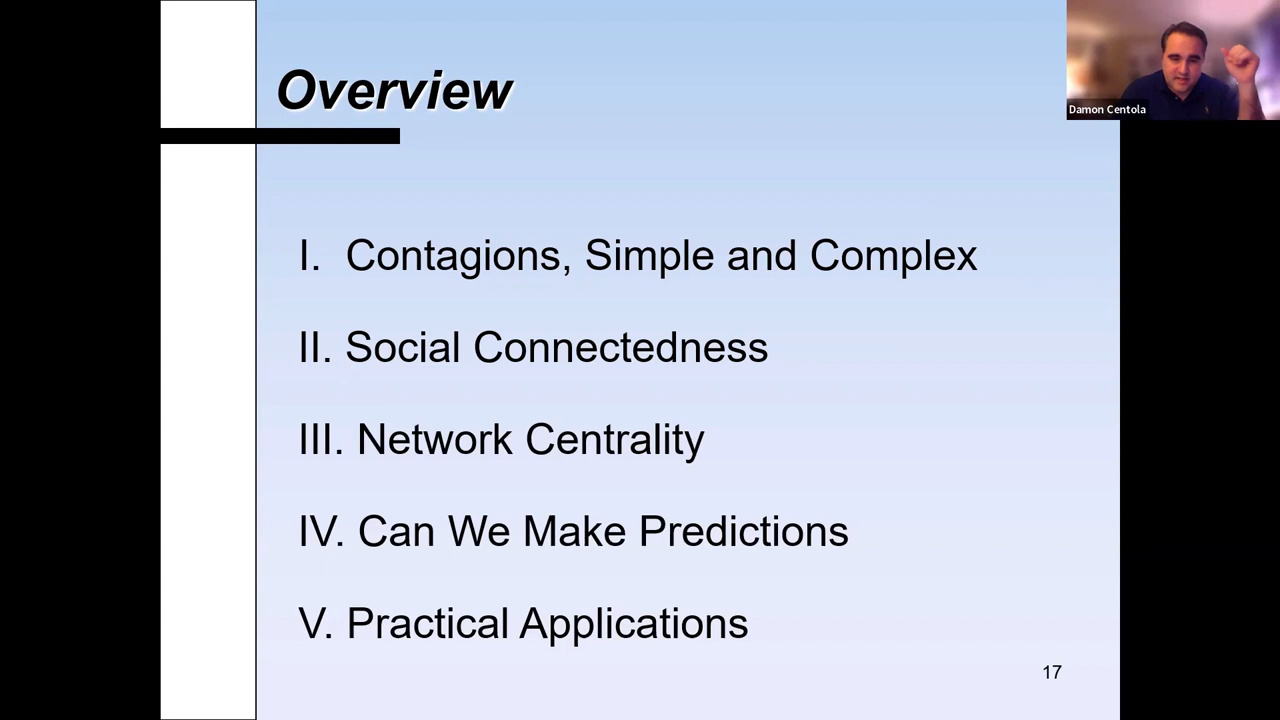 Overview
Damon Centola
I. Contagions, Simple and Complex
II. Social Connectedness
III. Network Centrality
IV. Can We Make Predictions
V. Practical Applications
17